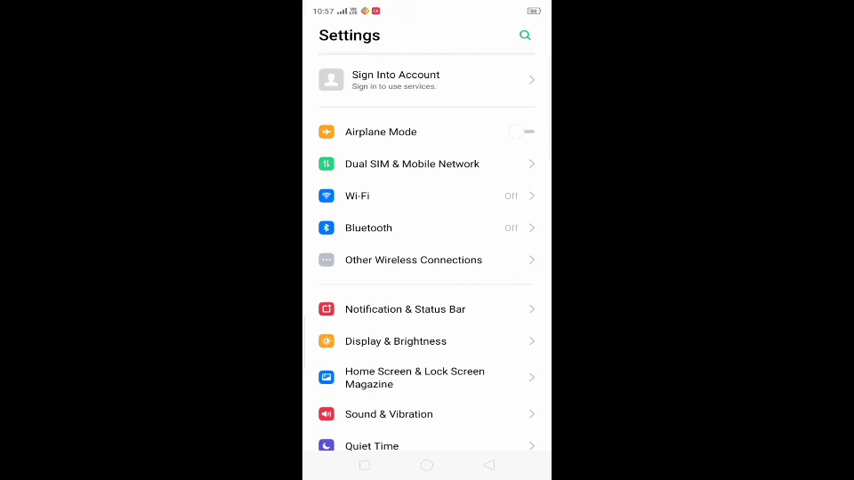 10:57
Settings
Sign Into Account
Sign in to use services.
Airplane Mode
Dual SIM & Mobile Network
Wi-Fi Off
Bluetooth Off
Other Wireless Connections
Notification & Status Bar
Display & Brightness
Home Screen & Lock Screen
Magazine
Sound & Vibration
Quiet Time